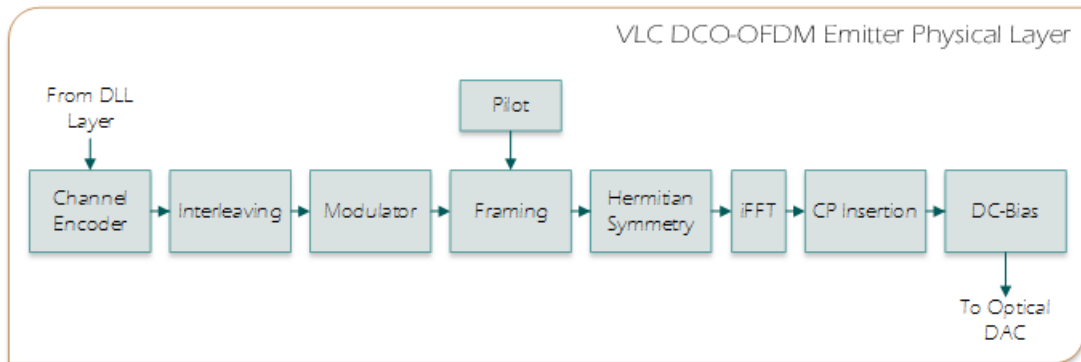 VLC DCO-OFDM Emitter Physical Layer
From DLL
Layer
Pilot
Channel
Encoder
Interleaving
Modulator
Framing
Hermitian
Symmetry
iFFT
CP Insertion
DC-Bias
To Optical
DAC